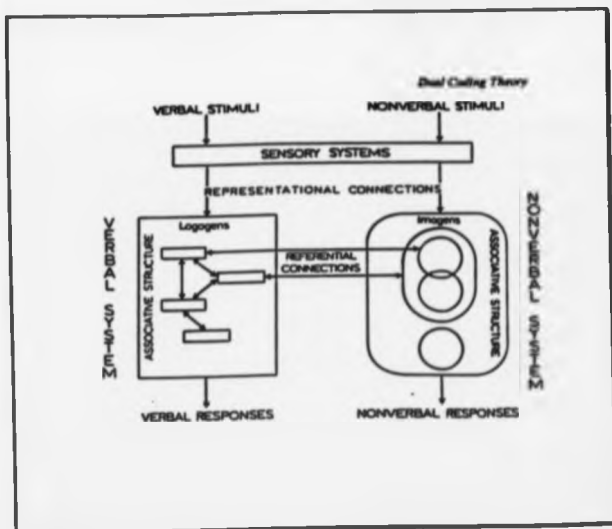 Dual Coding Theory
VERBAL STIMULI
NONVERBAL STIMULI
SENSORY SYSTEMS
REPRESENTATIONAL CONNECTIONS
VERBAL SYSTEM
ASSOCIATIVE STRUCTURE
Logogens
REFERENTIAL
CONNECTIONS
Imagens
ASSOCIATIVE STRUCTURE
NONVERBAL SYSTEM
VERBAL RESPONSES
NONVERBAL RESPONSES